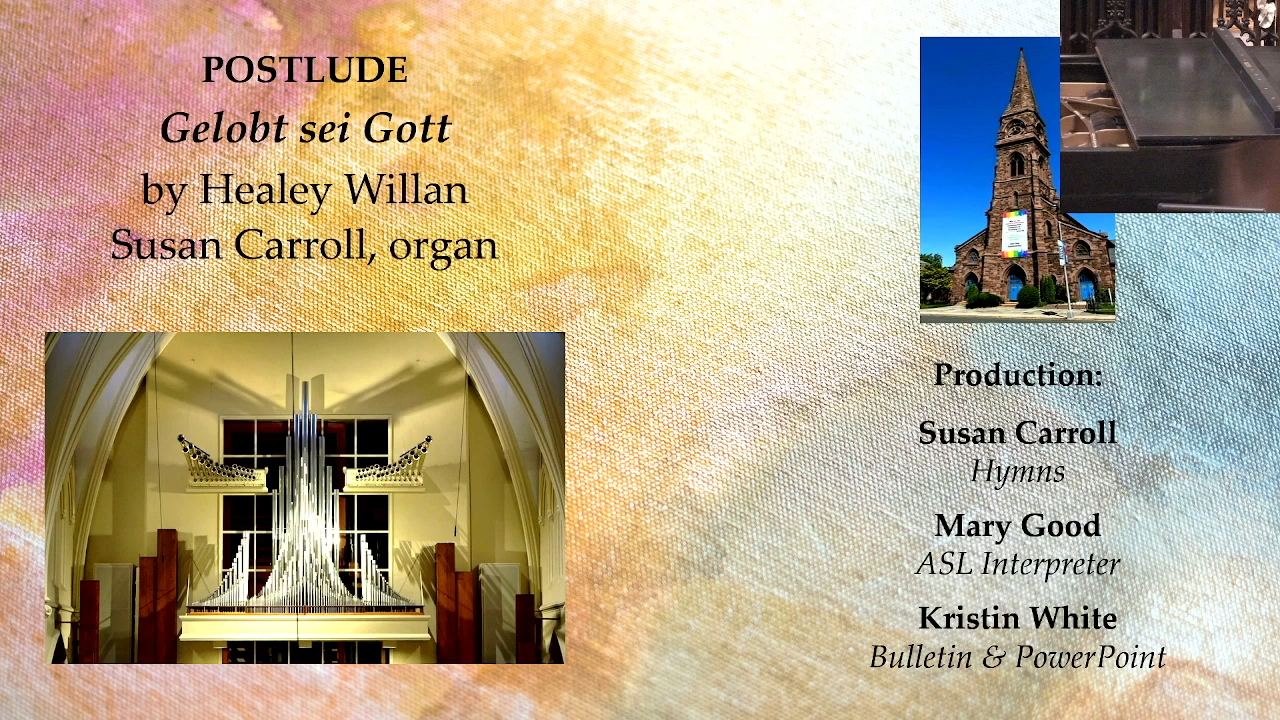 POSTLUDE
Gelobt sei Gott
by Healey Willan
Susan Carroll, organ
Production:
Susan Carroll
Hymns
Mary Good
ASL Interpreter
Kristin White
Bulletin & PowerPoint